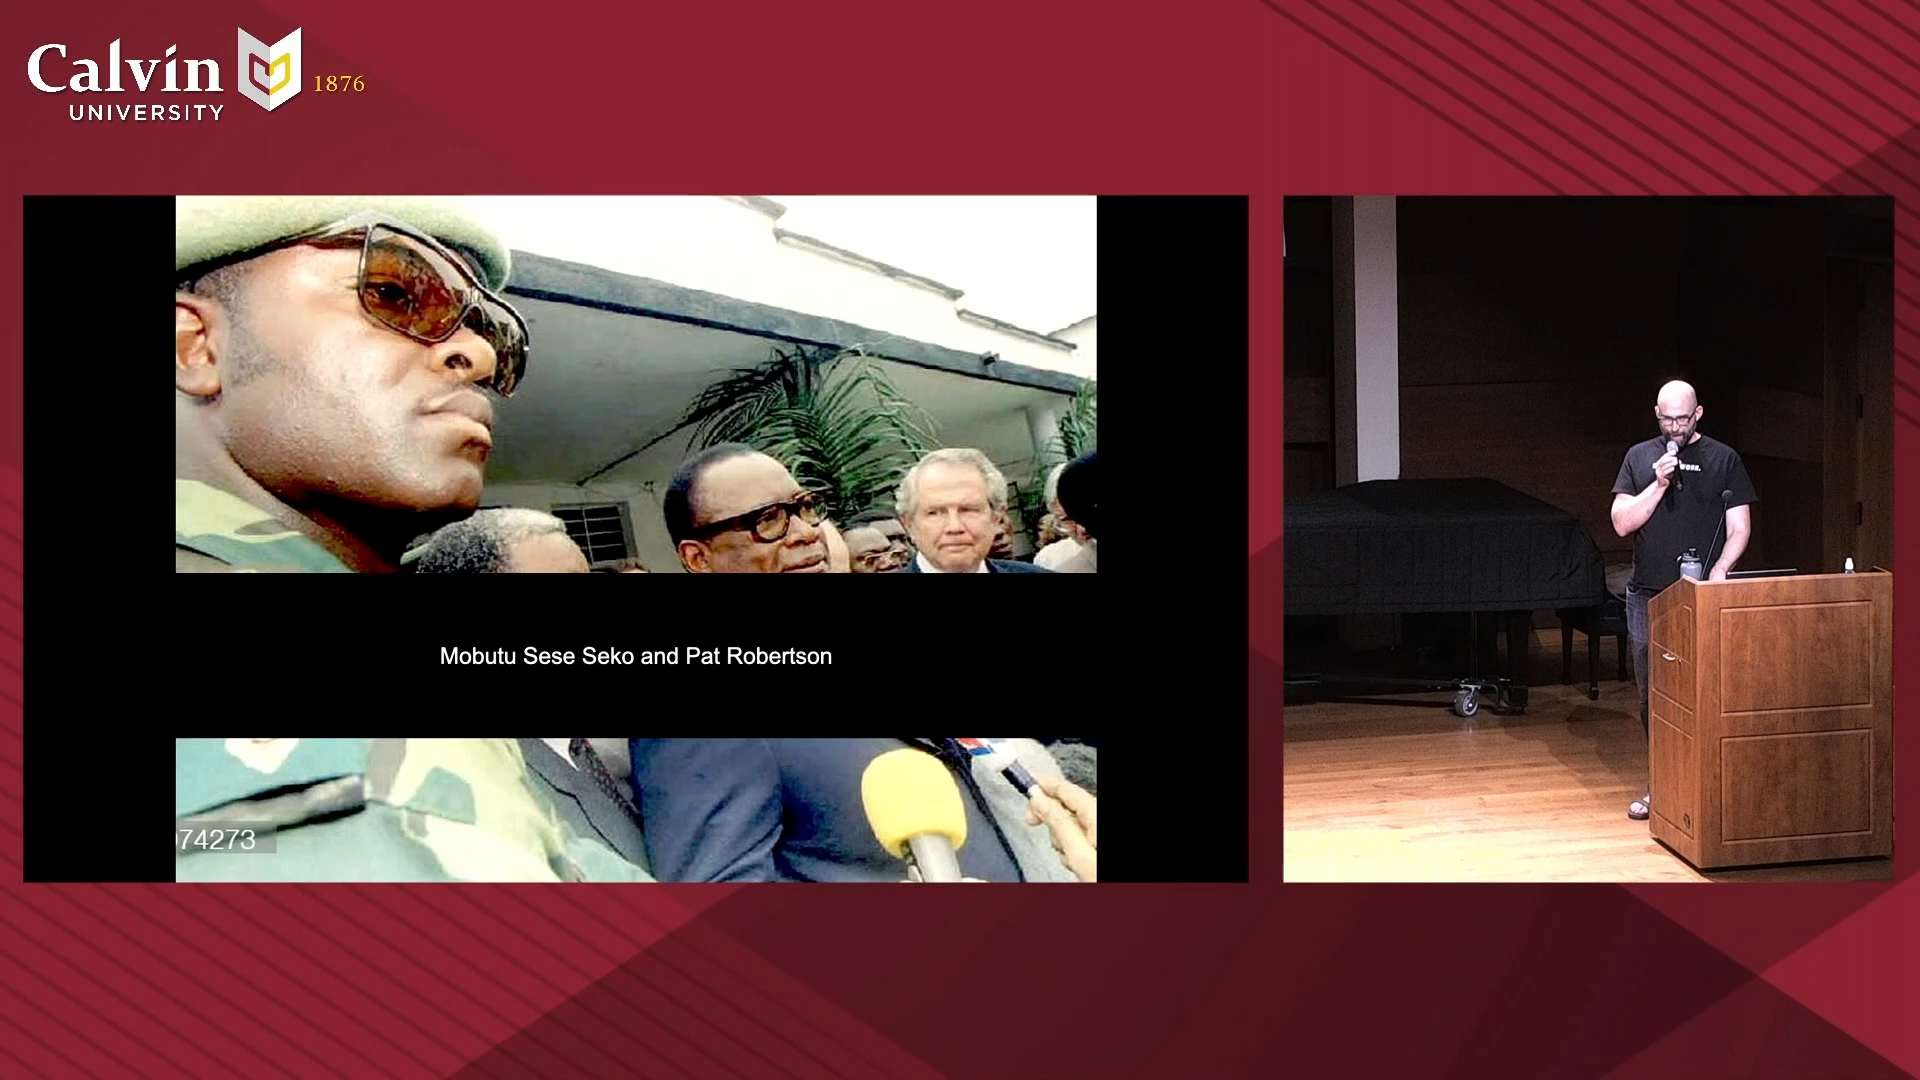 Calvin
UNIVERSITY
1876
Mobutu Sese Seko and Pat Robertson
74273